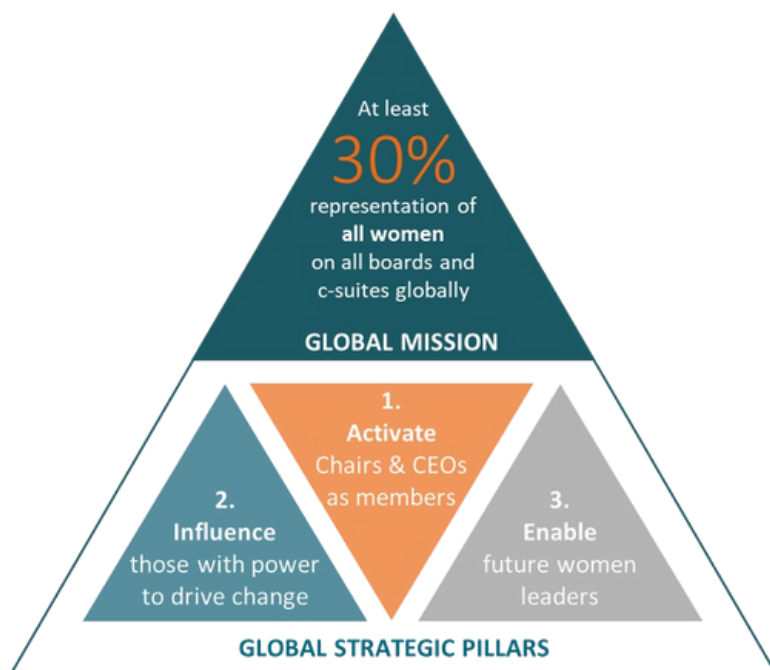 At least
30%
representation of
all women
on all boards and
c-suites globally
GLOBAL MISSION
1.
Activate
Chairs & CEOs
as members
2.
Influence
those with power
to drive change
3.
Enable
future women
leaders
GLOBAL STRATEGIC PILLARS